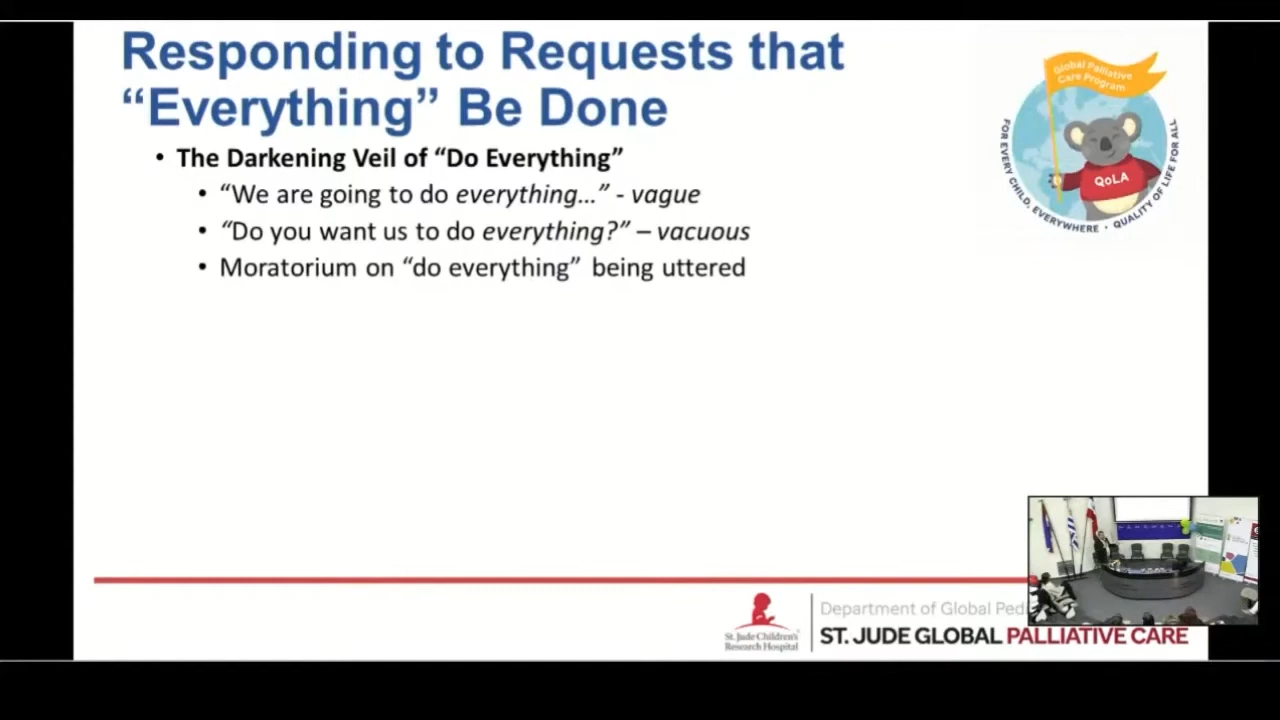 Responding to Requests that
“Everything” Be Done
• The Darkening Veil of “Do Everything”
• “We are going to do everything…” - vague
• “Do you want us to do everything?” – vacuous
• Moratorium on “do everything” being uttered
Global Palliative
Care Program
QoLA
FOR EVERY CHILD, EVERYWHERE • QUALITY OF LIFE FOR ALL
St. Jude Children's
Research Hospital
Department of Global
ST. JUDE GLOBAL PALLIATIVE CARE